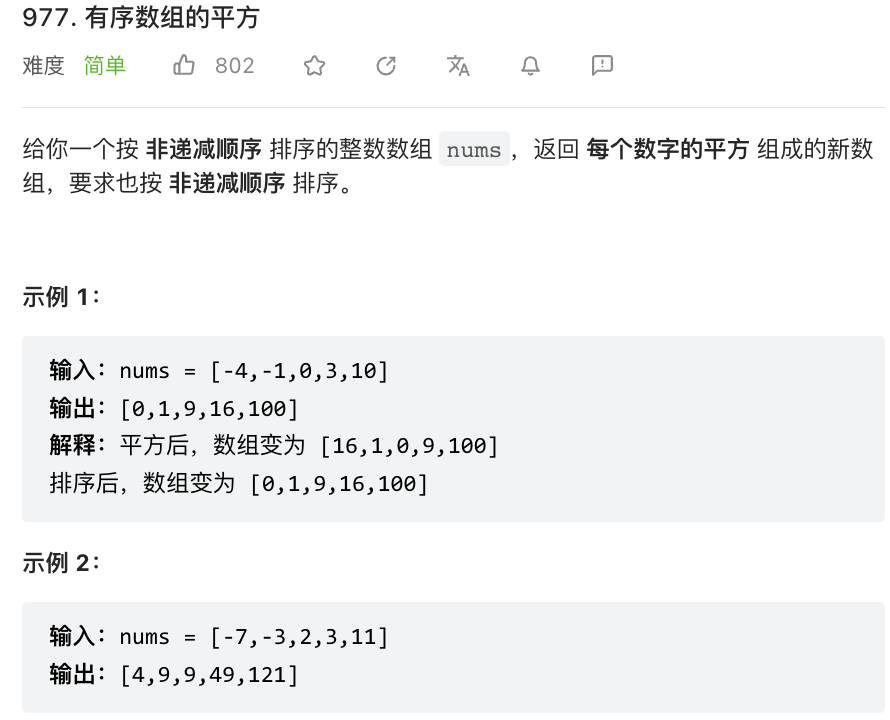 977. 有序数组的平方
难度 简单 802
给你一个按 非递减顺序 排序的整数数组 nums，返回 每个数字的平方 组成的新数
组，要求也按 非递减顺序 排序。
示例 1：
输入：nums = [-4,-1,0,3,10]
输出：[0,1,9,16,100]
解释：平方后，数组变为 [16,1,0,9,100]
排序后，数组变为 [0,1,9,16,100]
示例 2：
输入：nums = [-7,-3,2,3,11]
输出：[4,9,9,49,121]